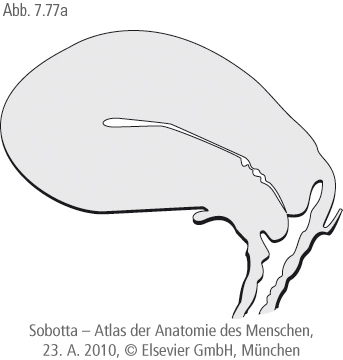 Abb. 7.77a
Sobotta – Atlas der Anatomie des Menschen,
23. A. 2010, © Elsevier GmbH, München